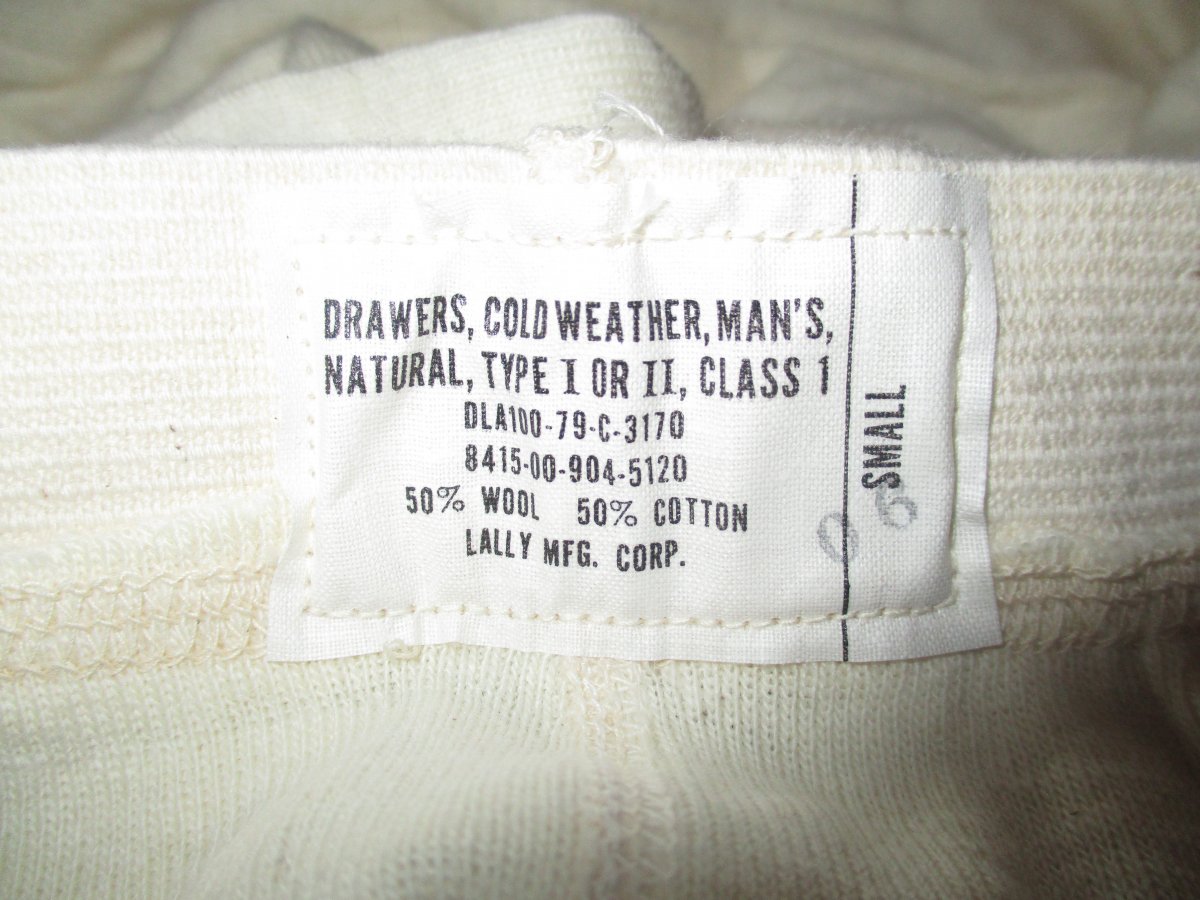 DRAWERS, COLD WEATHER, MAN'S,
NATURAL, TYPE I OR II, CLASS 1
DLA100-79-C-3170
8415-00-904-5120
50% WOOL 50% COTTON
LALLY MFG. CORP.
SMALL
06